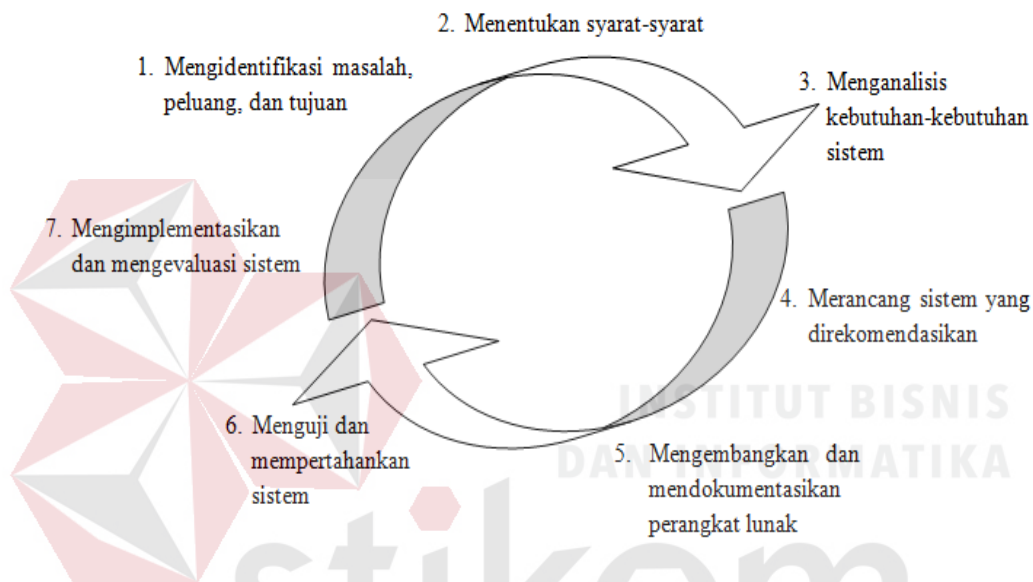 2. Menentukan syarat-syarat
1. Mengidentifikasi masalah,
peluang, dan tujuan
3. Menganalisis
kebutuhan-kebutuhan
sistem
7. Mengimplementasikan
dan mengevaluasi sistem
4. Merancang sistem yang
direkomendasikan
INSTITUT BISNIS
DAN INFORMATIKA
6. Menguji dan
mempertahankan
sistem
5. Mengembangkan dan
mendokumentasikan
perangkat lunak
stikom